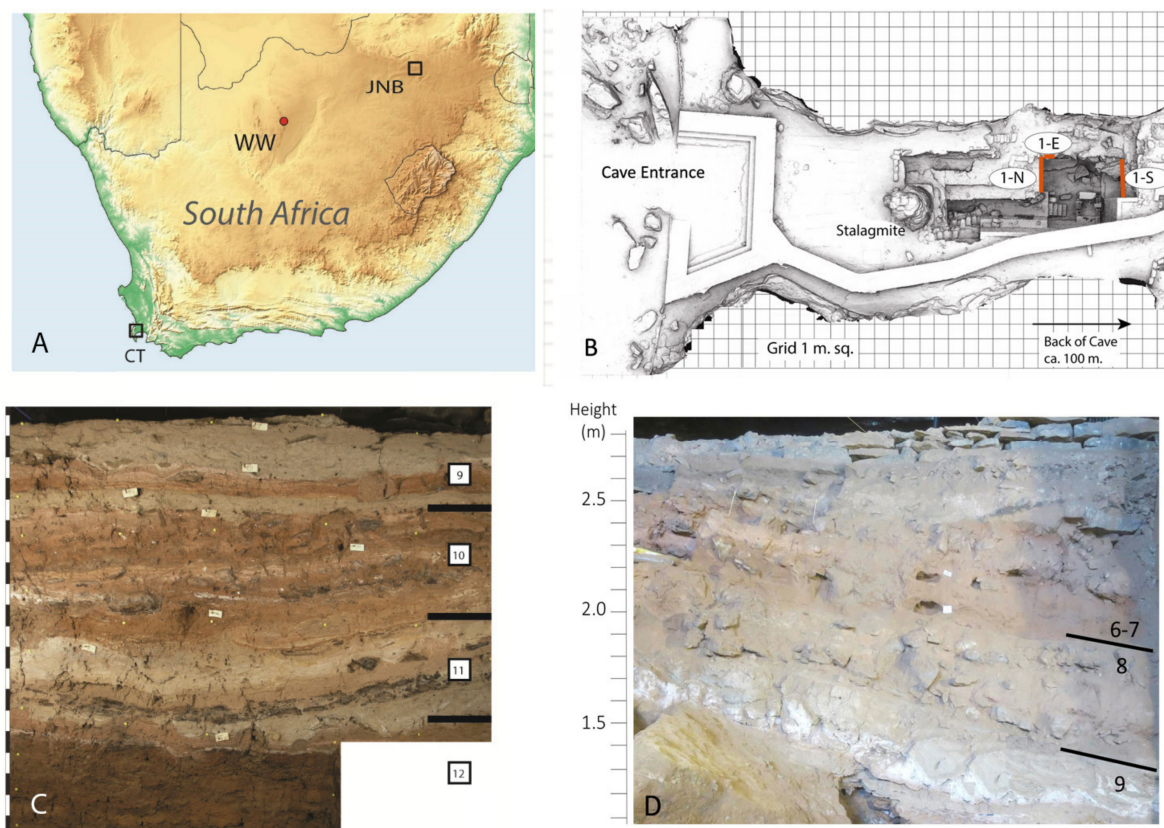 JNB
WW
South Africa
A
CT
1-E
Cave Entrance
1-N
1-S
Stalagmite
B
Grid 1 m. sq.
Back of Cave
ca. 100 m.
9
10
11
12
C
Height
(m)
2.5
2.0
6-7
8
1.5
9
D